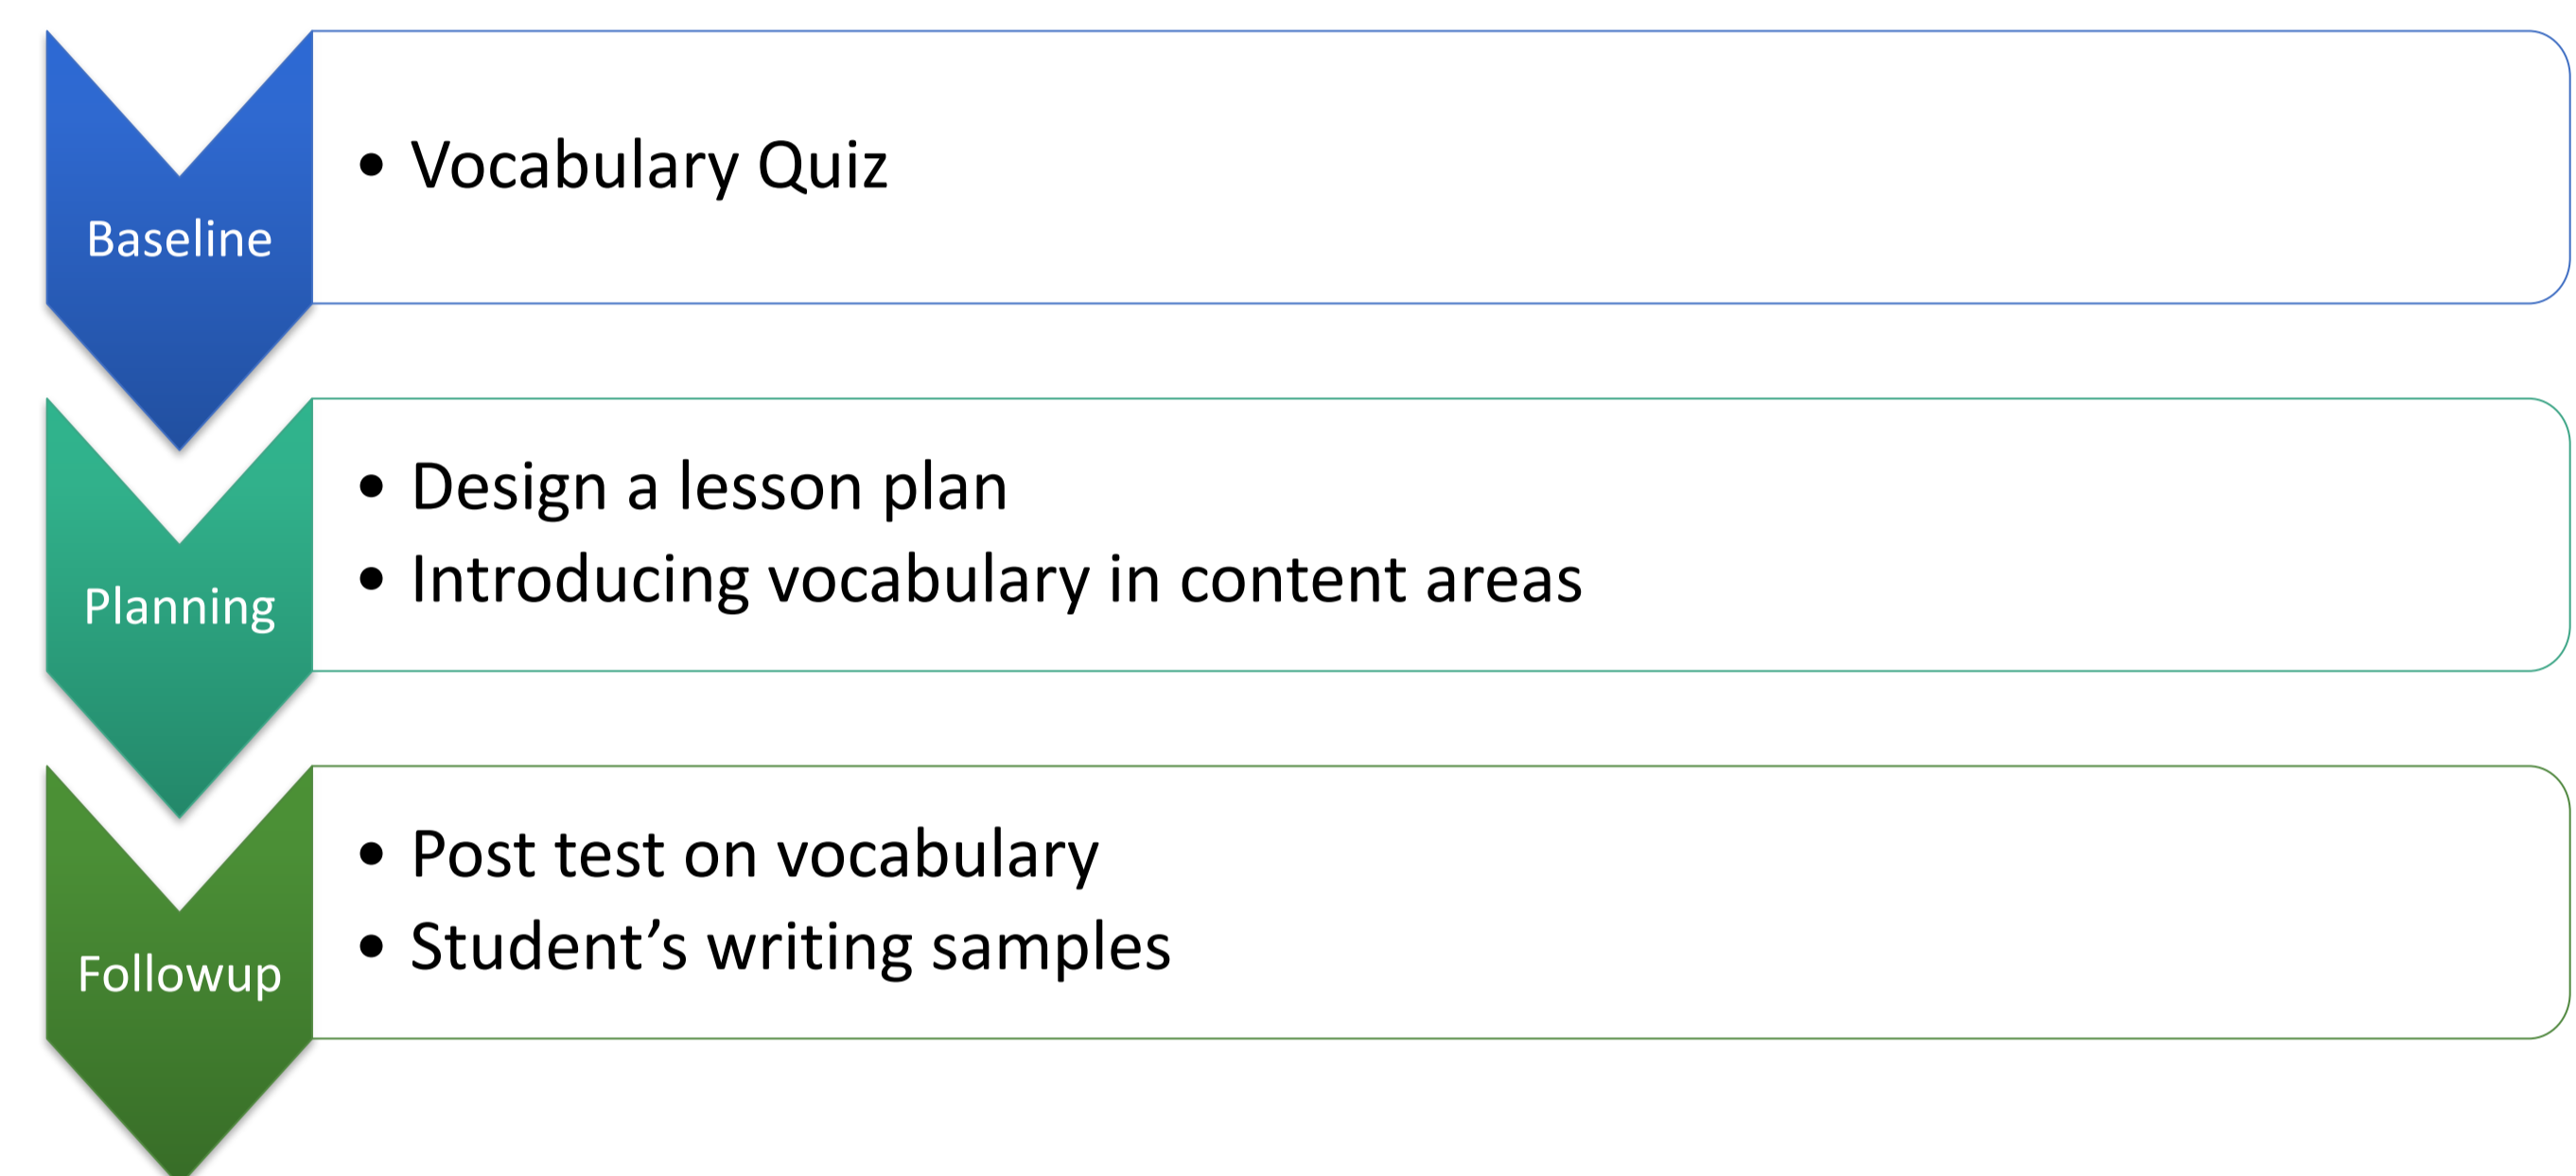 Baseline
• Vocabulary Quiz
Planning
• Design a lesson plan
• Introducing vocabulary in content areas
Followup
• Post test on vocabulary
• Student’s writing samples